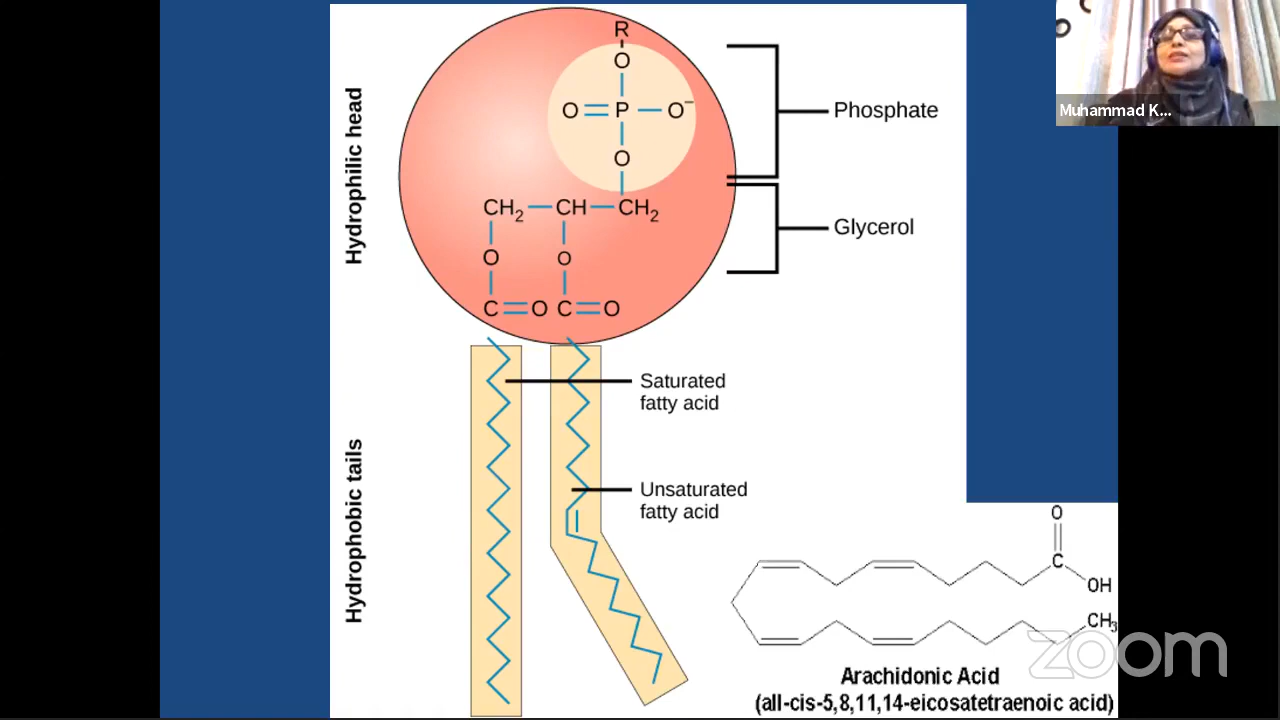 Hydrophilic head
R
O
O P O⁻
O
CH₂ CH CH₂
O O
C O C O
Phosphate
Glycerol
Hydrophobic tails
Saturated
fatty acid
Unsaturated
fatty acid
O
C
OH
CH₃
Arachidonic Acid
(all-cis-5,8,11,14-eicosatetraenoic acid)
Muhammad K...
zoom